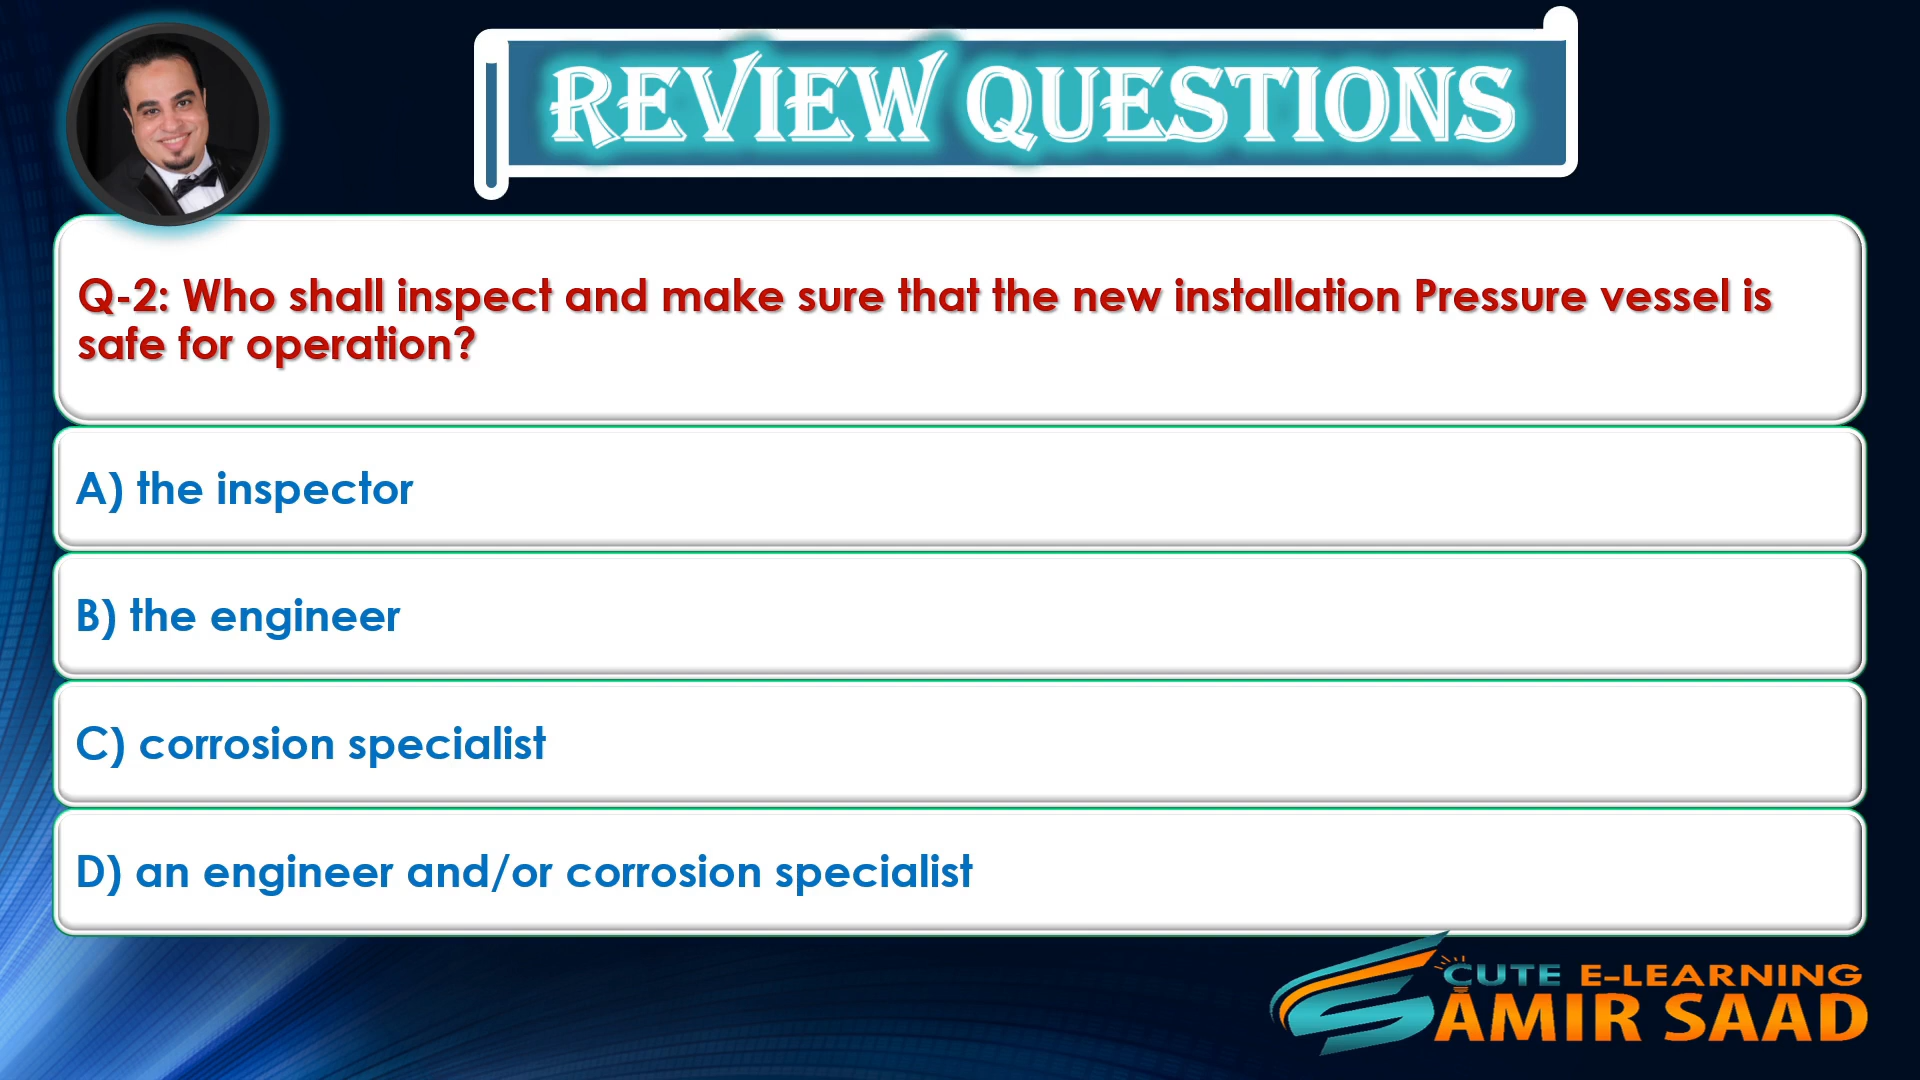 REVIEW QUESTIONS
Q-2: Who shall inspect and make sure that the new installation Pressure vessel is
safe for operation?
A) the inspector
B) the engineer
C) corrosion specialist
D) an engineer and/or corrosion specialist
CUTE E-LEARNING
AMIR SAAD